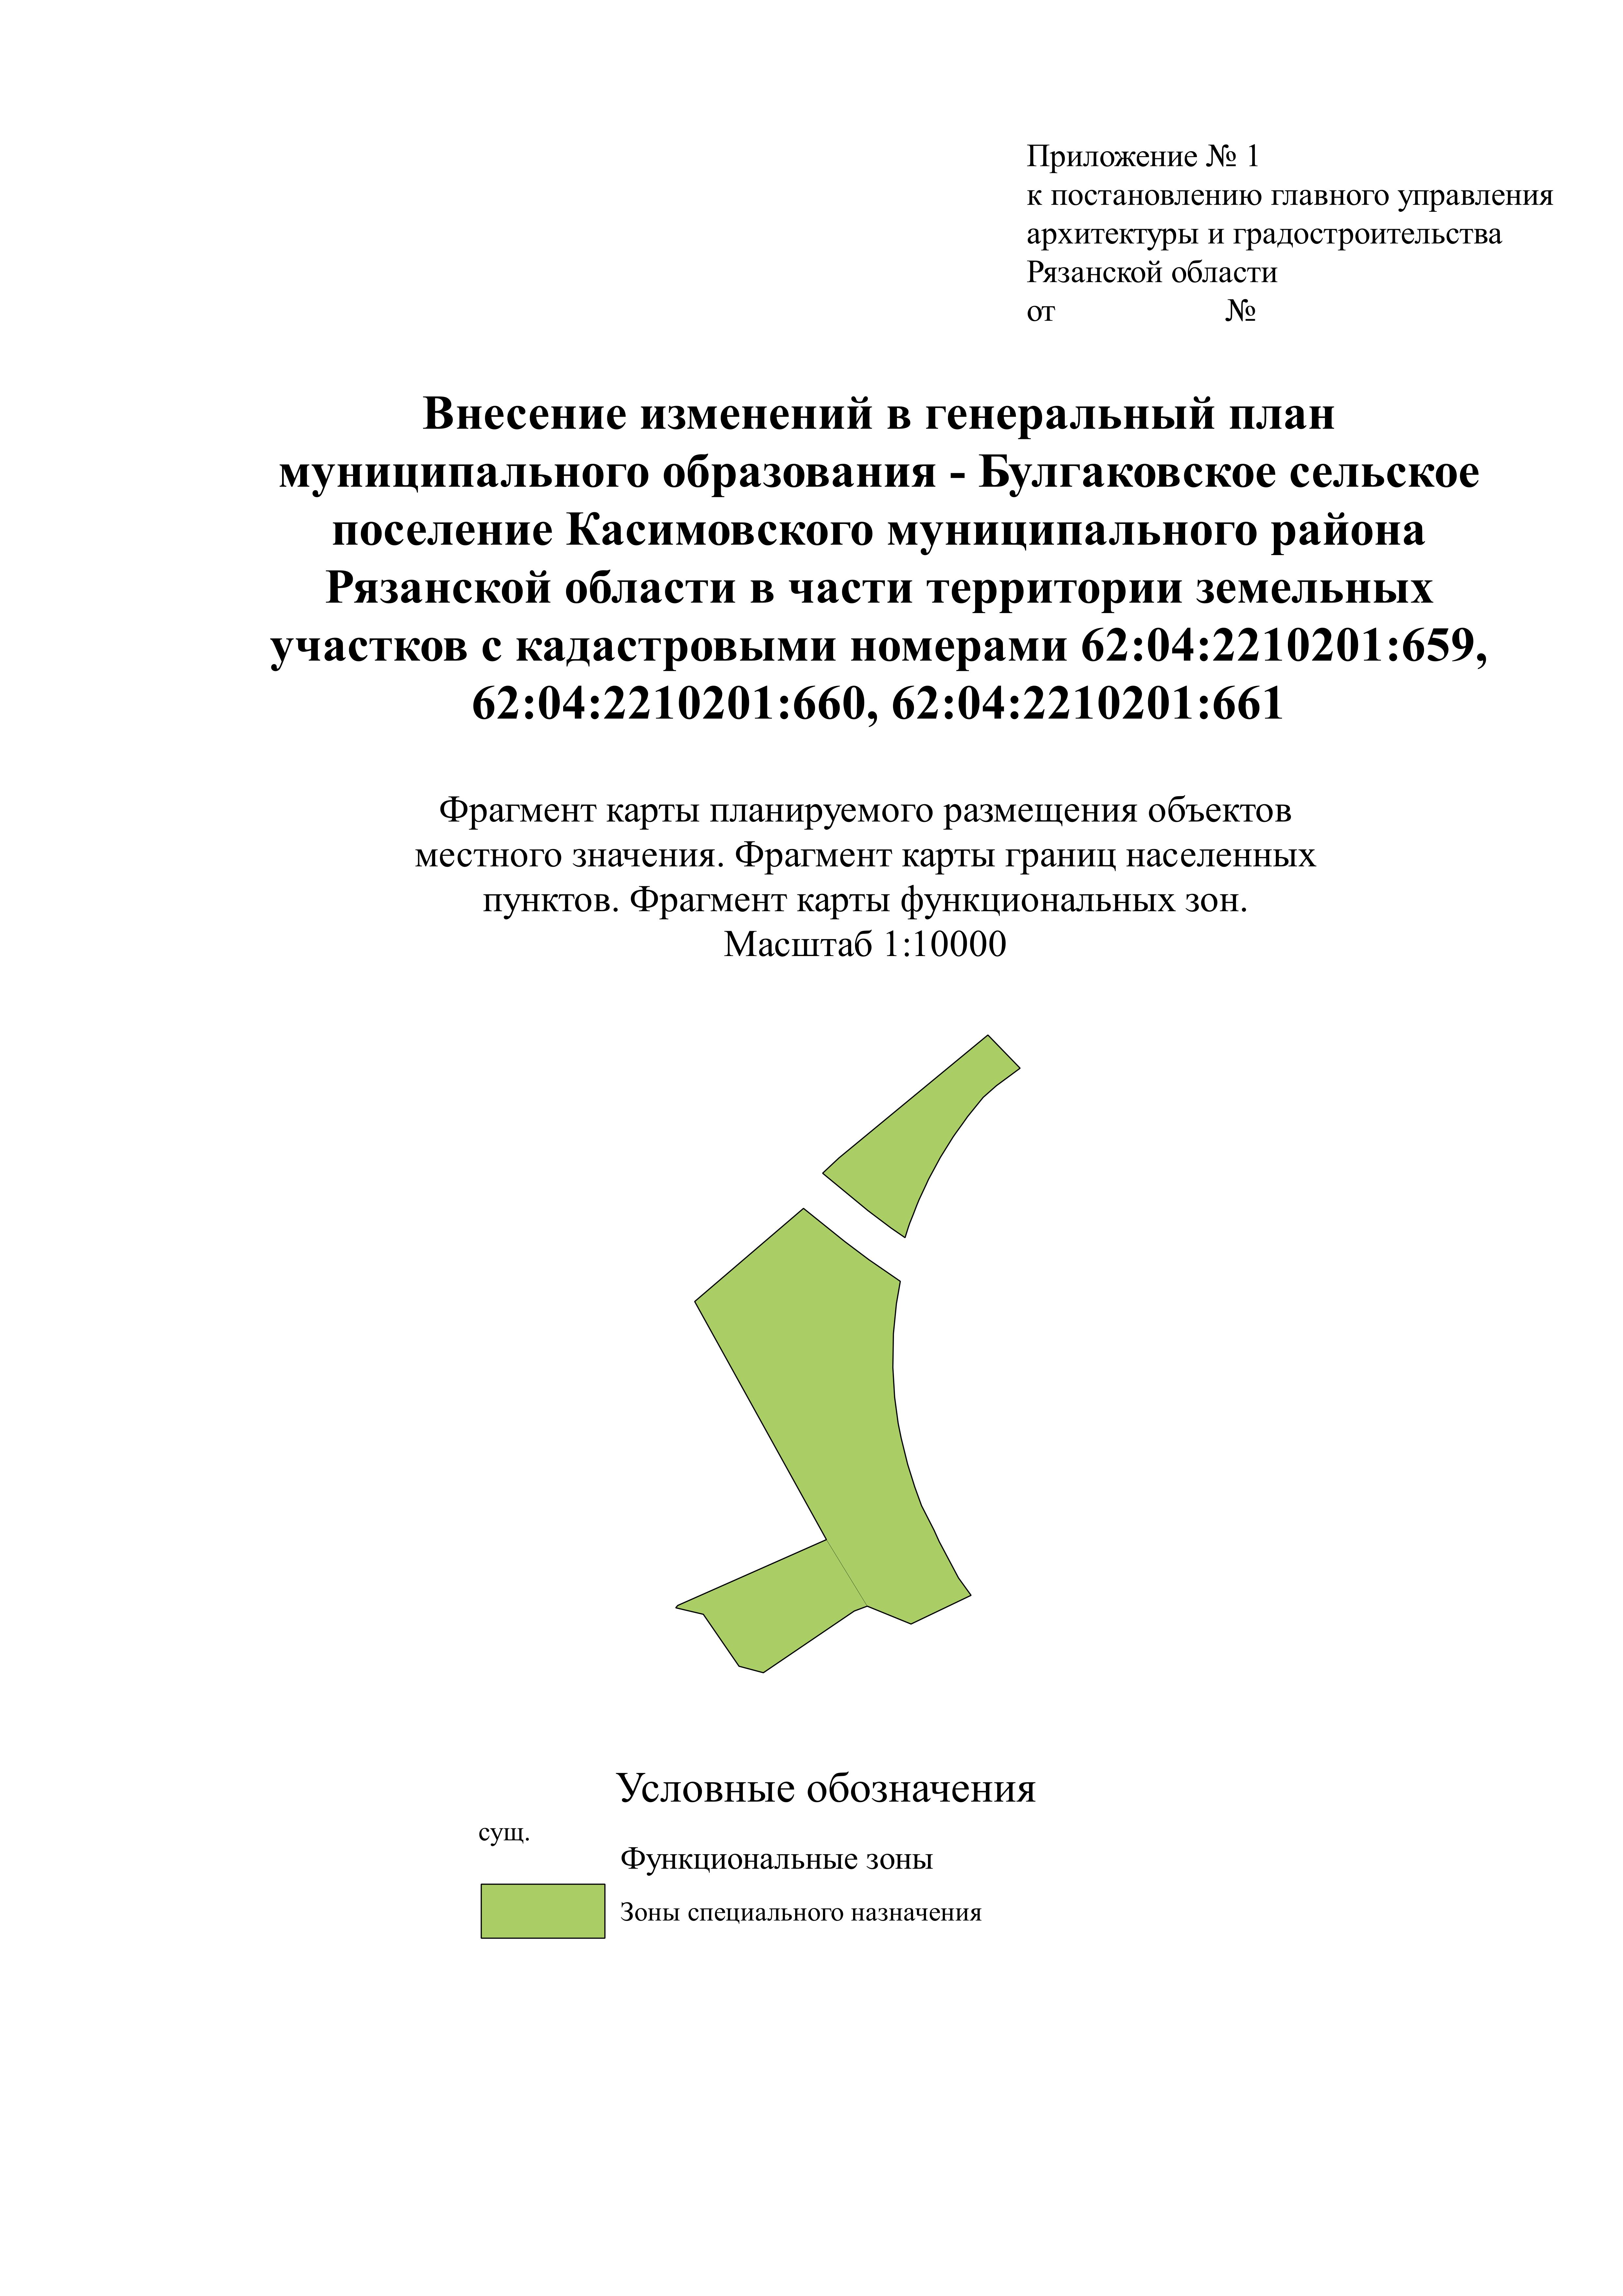 Приложение № 1
к постановлению главного управления
архитектуры и градостроительства
Рязанской области
от №
Внесение изменений в генеральный план
муниципального образования - Булгаковское сельское
поселение Касимовского муниципального района
Рязанской области в части территории земельных
участков с кадастровыми номерами 62:04:2210201:659,
62:04:2210201:660, 62:04:2210201:661
Фрагмент карты планируемого размещения объектов
местного значения. Фрагмент карты границ населенных
пунктов. Фрагмент карты функциональных зон.
Масштаб 1:10000
Условные обозначения
сущ.
Функциональные зоны
Зоны специального назначения